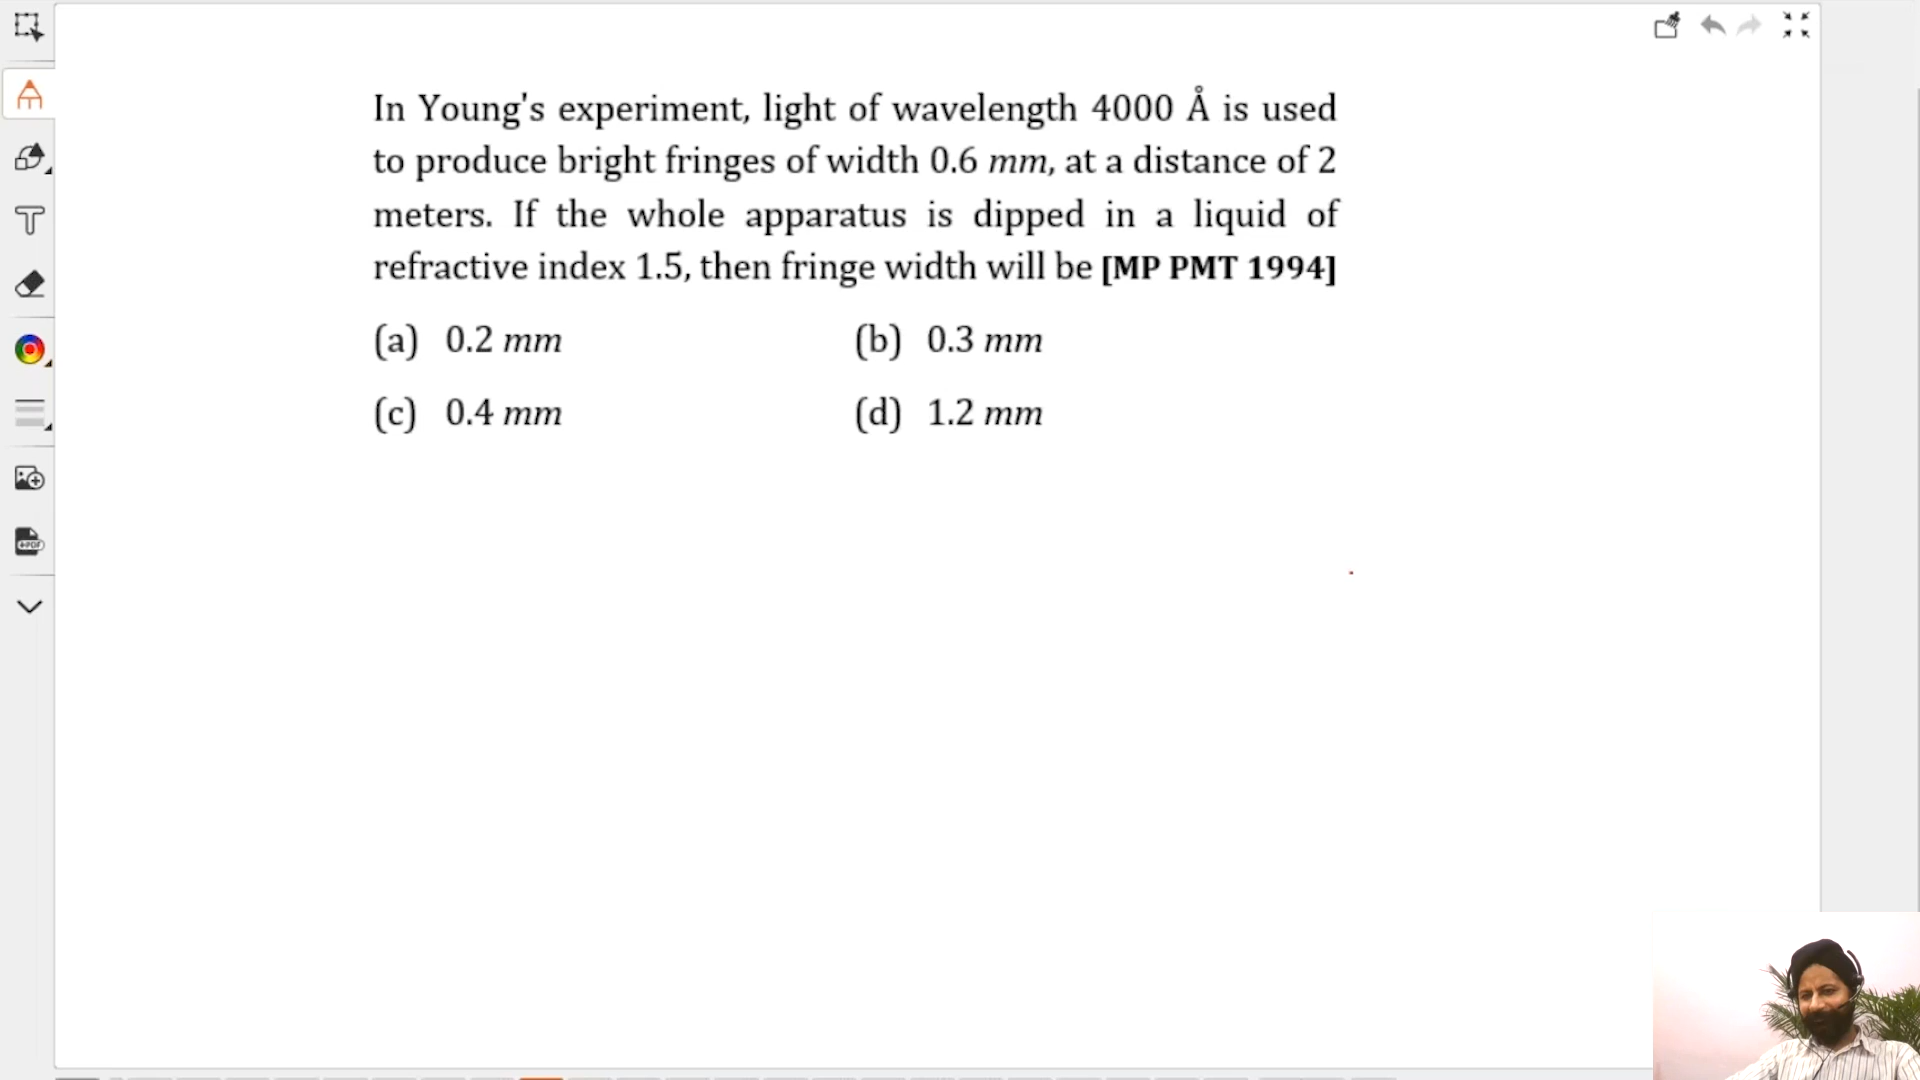 In Young's experiment, light of wavelength 4000 Å is used
to produce bright fringes of width 0.6 mm, at a distance of 2
meters. If the whole apparatus is dipped in a liquid of
refractive index 1.5, then fringe width will be [MP PMT 1994]
(a) 0.2 mm (b) 0.3 mm
(c) 0.4 mm (d) 1.2 mm